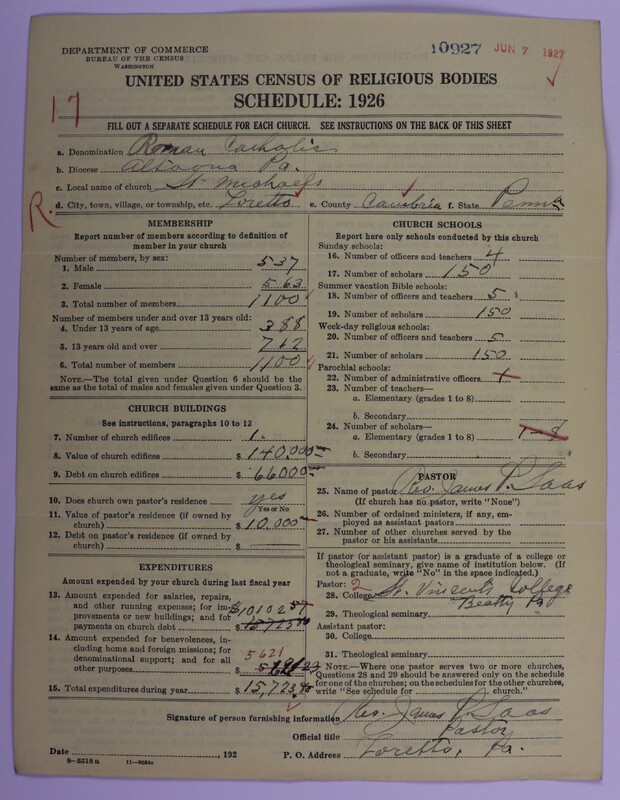 DEPARTMENT OF COMMERCE
BUREAU OF THE CENSUS
WASHINGTON
10927 JUN 7 1927
UNITED STATES CENSUS OF RELIGIOUS BODIES
SCHEDULE: 1926
17
FILL OUT A SEPARATE SCHEDULE FOR EACH CHURCH. SEE INSTRUCTIONS ON THE BACK OF THIS SHEET
a. Denomination Roman Catholic
b. Diocese Altoona Pa.
c. Local name of church St Michael's
d. City, town, village, or township, etc. Loretto e. County Cambria f. State Penna
R.
MEMBERSHIP
Report number of members according to definition of member in your church
Number of members, by sex:
1. Male 537
2. Female 563
3. Total number of members 1100
Number of members under and over 13 years old:
4. Under 13 years of age 388
5. 13 years old and over 712
6. Total number of members 1100
NOTE.—The total given under Question 6 should be the same as the total of males and females given under Question 3.
CHURCH BUILDINGS
See instructions, paragraphs 10 to 12
7. Number of church edifices 1.
8. Value of church edifices $ 140,000
9. Debt on church edifices $ 66000
10. Does church own pastor's residence yes
Yes or No
11. Value of pastor's residence (if owned by church) $ 10,000
12. Debt on pastor's residence (if owned by church) $
EXPENDITURES
Amount expended by your church during last fiscal year
13. Amount expended for salaries, repairs, and other running expenses; for improvements or new buildings; and for payments on church debt $10102 57
14. Amount expended for benevolences, including home and foreign missions; for denominational support; and for all other purposes $ 5621
15. Total expenditures during year $ 15,723
CHURCH SCHOOLS
Report here only schools conducted by this church
Sunday schools:
16. Number of officers and teachers 4
17. Number of scholars 150
Summer vacation Bible schools:
18. Number of officers and teachers 5
19. Number of scholars 150
Week-day religious schools:
20. Number of officers and teachers 5
21. Number of scholars 150
Parochial schools:
22. Number of administrative officers
23. Number of teachers—
a. Elementary (grades 1 to 8)
b. Secondary
24. Number of scholars—
a. Elementary (grades 1 to 8) 1-8
b. Secondary
PASTOR
25. Name of pastor Rev. James P. Saas
(If church has no pastor, write "None")
26. Number of ordained ministers, if any, employed as assistant pastors
27. Number of other churches served by the pastor or his assistants
If pastor (or assistant pastor) is a graduate of a college or theological seminary, give name of institution below. (If not a graduate, write "No" in the space indicated.)
Pastor: 2
28. College St. Vincent College
Beatty Pa
29. Theological seminary
Assistant pastor:
30. College
31. Theological seminary
NOTE.—Where one pastor serves two or more churches, Questions 28 and 29 should be answered only on the schedule for one of the churches; on the schedules for the other churches, write "See schedule for church."
Signature of person furnishing information Rev. James P. Saas
Official title Pastor
Date , 192 P. O. Address Loretto, Pa.
8-5318a 11-9054c